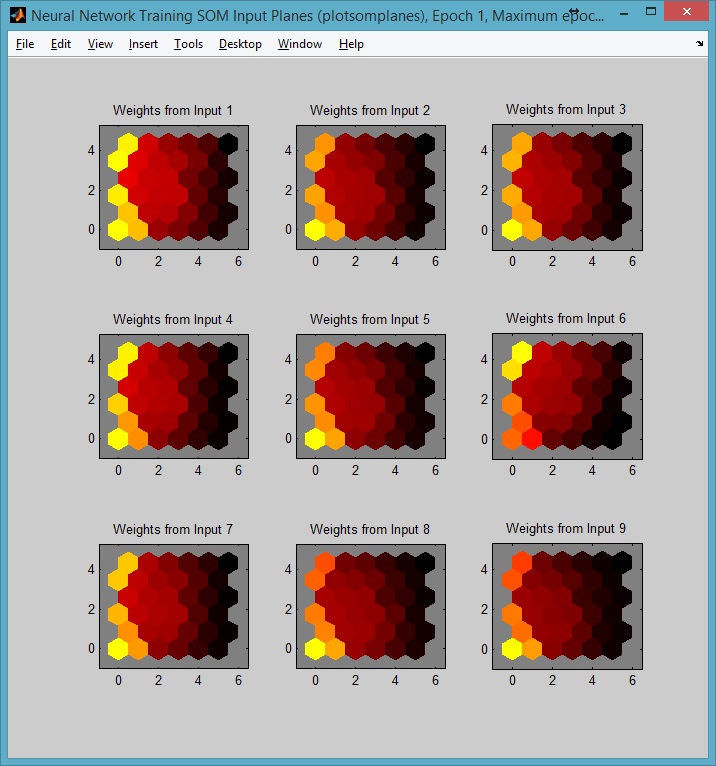 Neural Network Training SOM Input Planes (plotsomplanes), Epoch 1, Maximum epoc...
File Edit View Insert Tools Desktop Window Help
Weights from Input 1 Weights from Input 2 Weights from Input 3
4 4 4
2 2 2
0 0 0
0 2 4 6 0 2 4 6 0 2 4 6
Weights from Input 4 Weights from Input 5 Weights from Input 6
4 4 4
2 2 2
0 0 0
0 2 4 6 0 2 4 6 0 2 4 6
Weights from Input 7 Weights from Input 8 Weights from Input 9
4 4 4
2 2 2
0 0 0
0 2 4 6 0 2 4 6 0 2 4 6